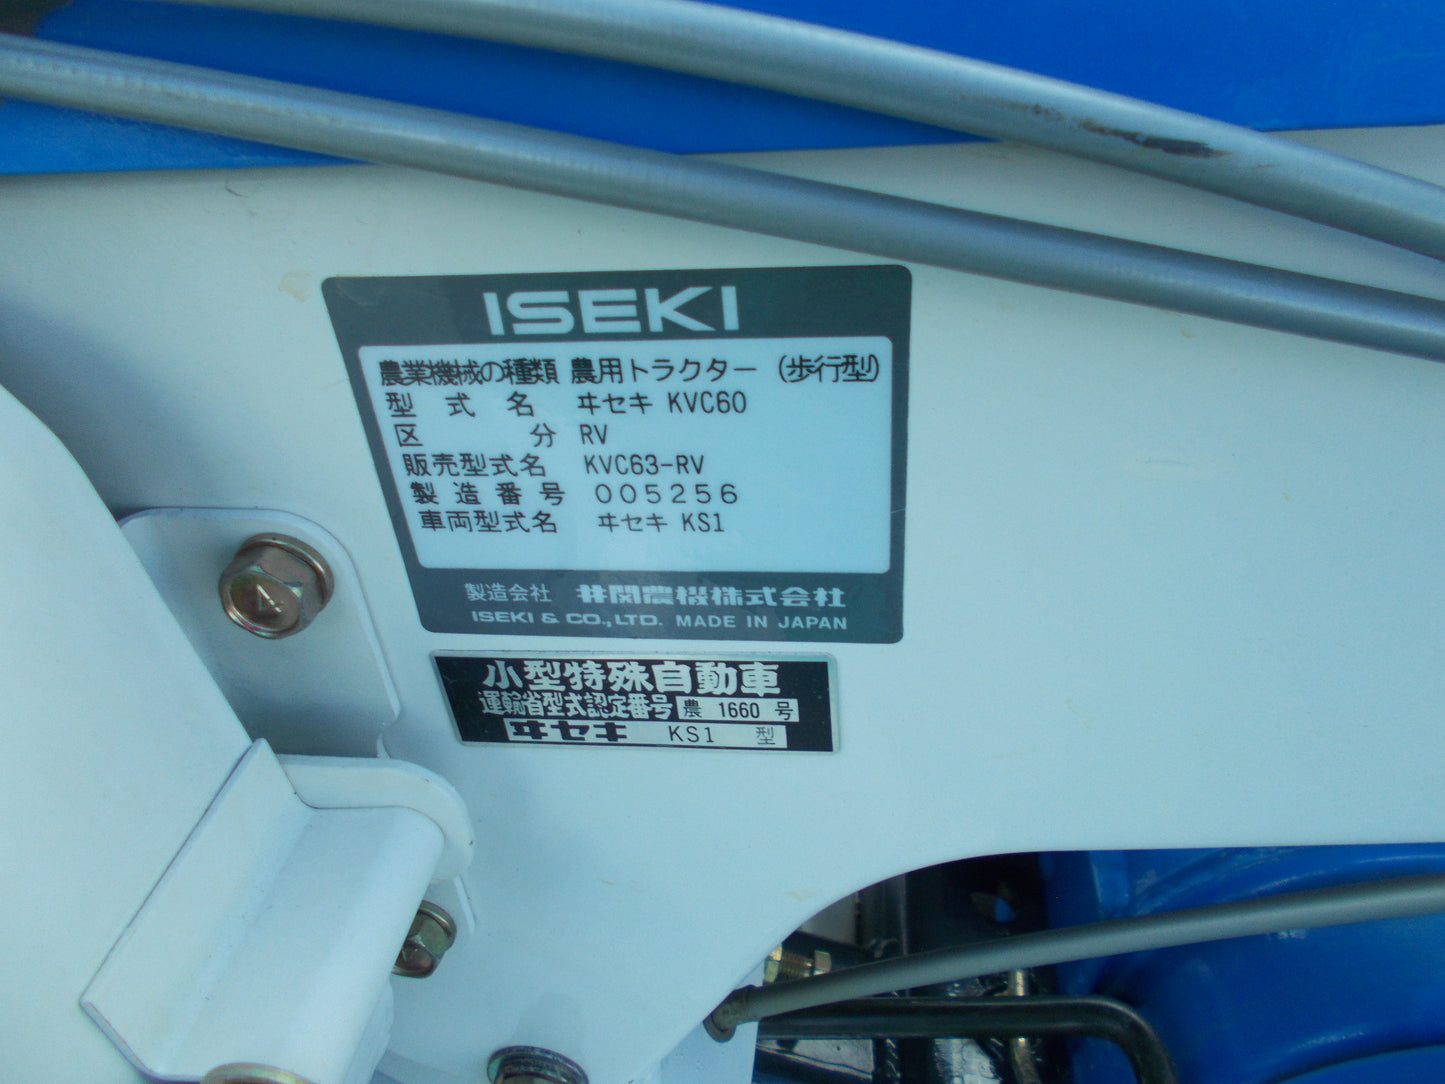 ISEKI
農業機械の種類 農用トラクター (歩行型)
型式名 ヰセキ KVC60
区分 RV
販売型式名 KVC63-RV
製造番号 005256
車両型式名 ヰセキ KS1
製造会社 井関農機株式会社
ISEKI & CO.,LTD. MADE IN JAPAN
小型特殊自動車
運輸省型式認定番号 農 1660 号
ヰセキ KS1 型